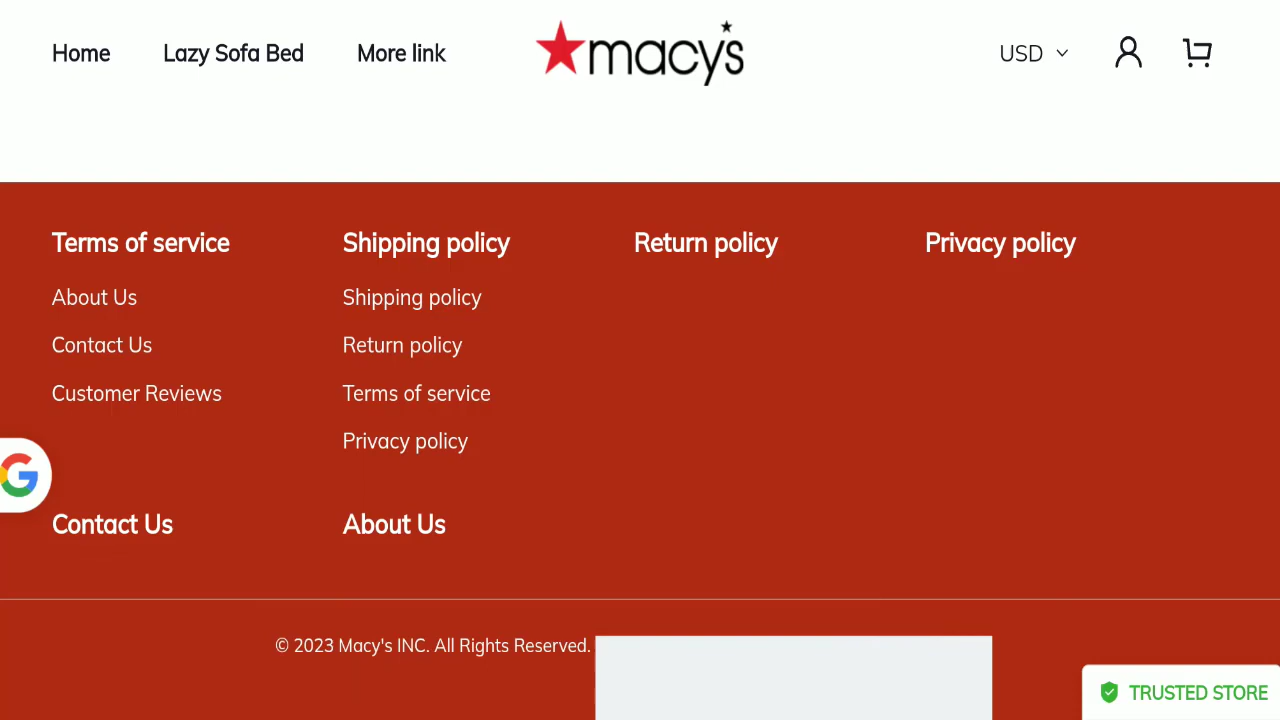 Home Lazy Sofa Bed More link macy's USD
Terms of service Shipping policy Return policy Privacy policy
About Us Shipping policy
Contact Us Return policy
Customer Reviews Terms of service
Privacy policy
Contact Us About Us
© 2023 Macy's INC. All Rights Reserved.
TRUSTED STORE